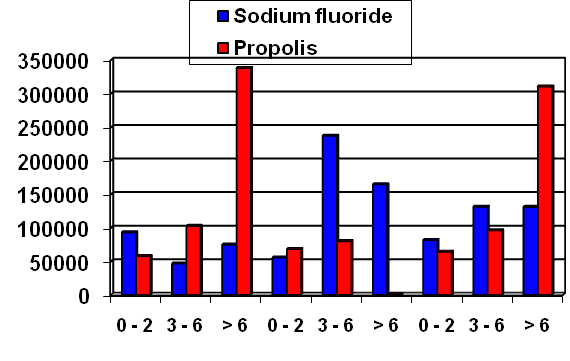 Sodium fluoride
Propolis
350000
300000
250000
200000
150000
100000
50000
0
0 - 2 3 - 6 > 6 0 - 2 3 - 6 > 6 0 - 2 3 - 6 > 6